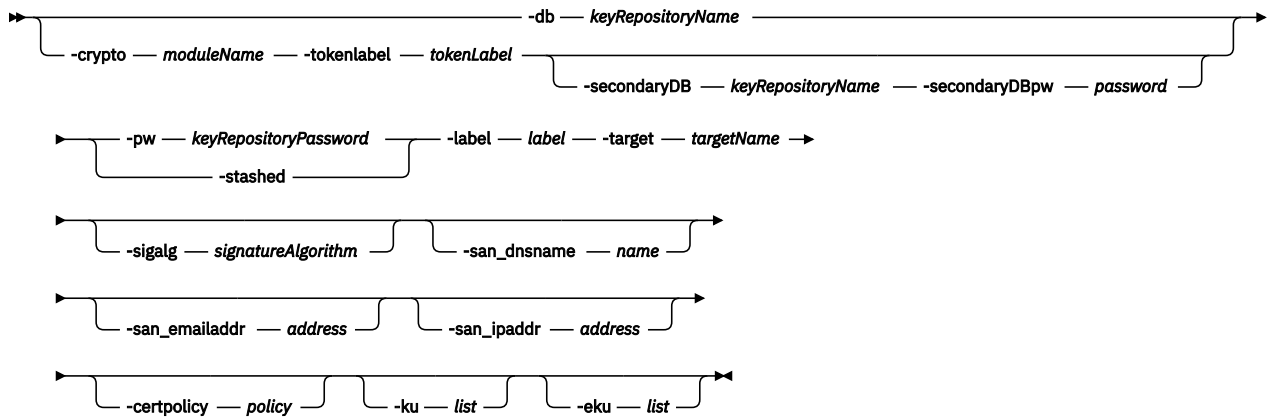 -db keyRepositoryName
-crypto moduleName -tokenlabel tokenLabel
-secondaryDB keyRepositoryName -secondaryDBpw password
-pw keyRepositoryPassword -label label -target targetName
-stashed
-sigalg signatureAlgorithm -san_dnsname name
-san_emailaddr address -san_ipaddr address
-certpolicy policy -ku list -eku list